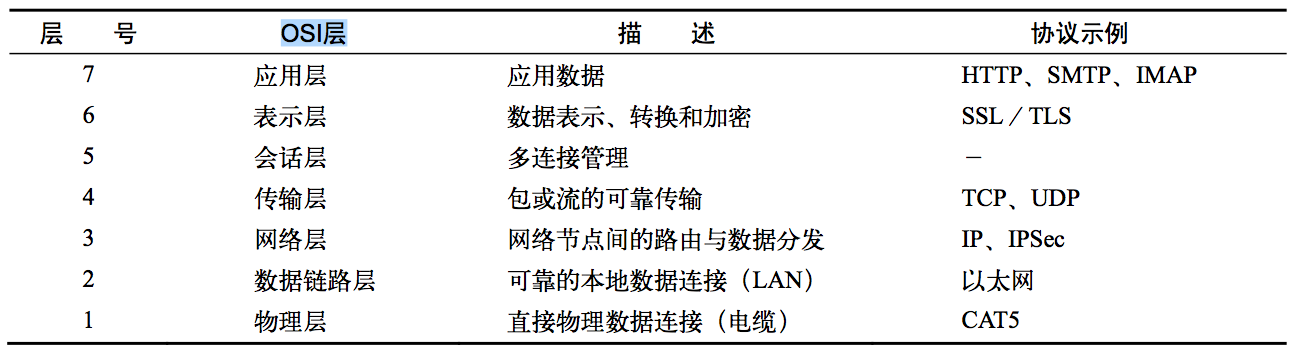 层 号 OSI层 描 述 协议示例
7 应用层 应用数据 HTTP、SMTP、IMAP
6 表示层 数据表示、转换和加密 SSL／TLS
5 会话层 多连接管理 －
4 传输层 包或流的可靠传输 TCP、UDP
3 网络层 网络节点间的路由与数据分发 IP、IPSec
2 数据链路层 可靠的本地数据连接（LAN） 以太网
1 物理层 直接物理数据连接（电缆） CAT5